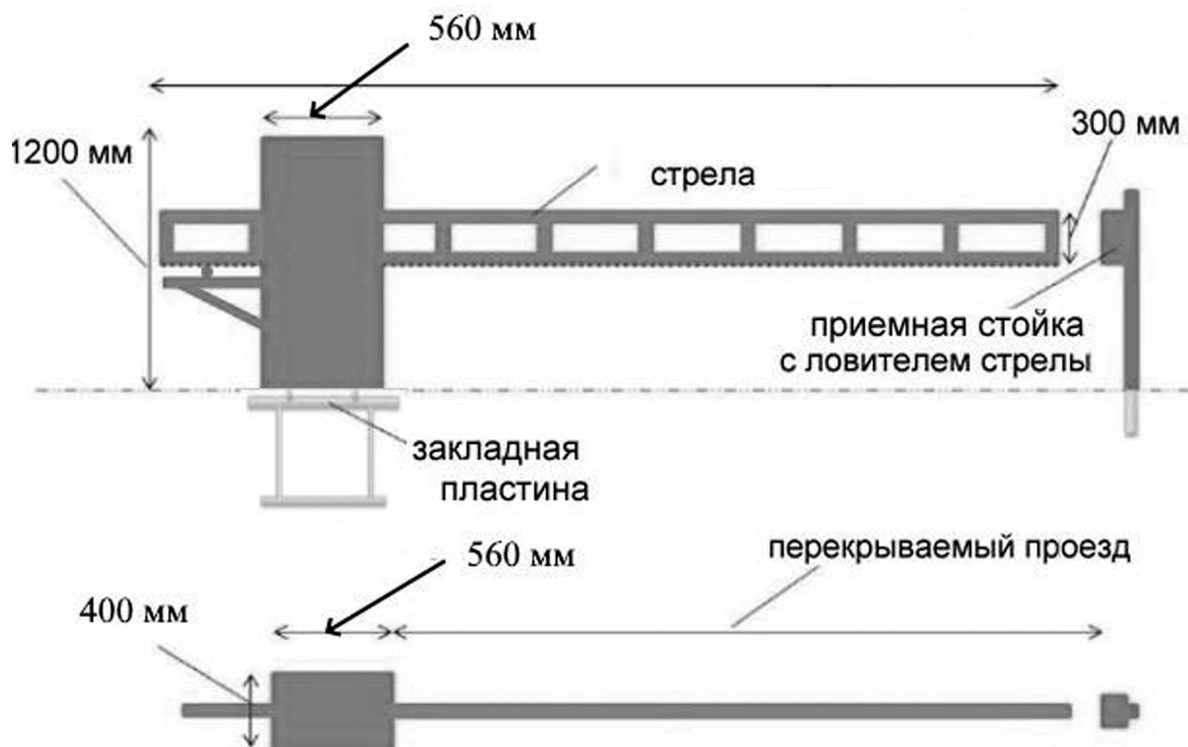 560 мм
300 мм
1200 мм
стрела
приемная стойка
с ловителем стрелы
закладная
пластина
перекрываемый проезд
560 мм
400 мм